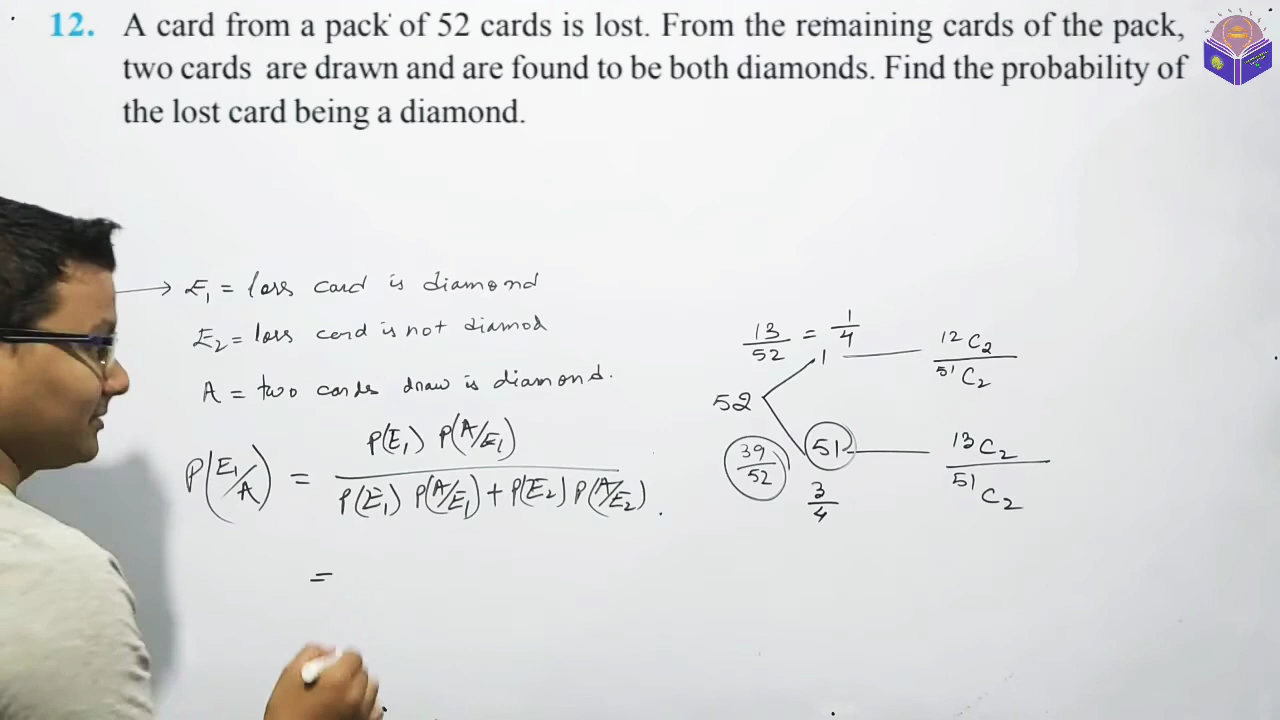 12. A card from a pack of 52 cards is lost. From the remaining cards of the pack,
two cards are drawn and are found to be both diamonds. Find the probability of
the lost card being a diamond.
→ E₁ = loss card is diamond
E₂ = loss card is not diamod
A = two cards draw is diamond.
P(E₁/A) = P(E₁) P(A/E₁) / P(E₁) P(A/E₁) + P(E₂) P(A/E₂) .
=
13/52 = 1/4
1 — ¹²C₂/⁵¹C₂
52
39/52 51 — ¹³C₂/⁵¹C₂
3/4